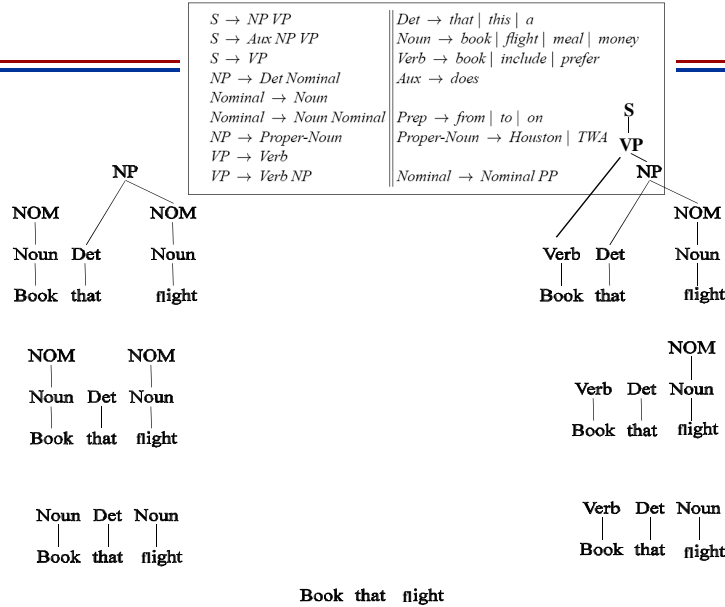 S → NP VP
S → Aux NP VP
S → VP
NP → Det Nominal
Nominal → Noun
Nominal → Noun Nominal
NP → Proper-Noun
VP → Verb
VP → Verb NP
Det → that | this | a
Noun → book | flight | meal | money
Verb → book | include | prefer
Aux → does
Prep → from | to | on
Proper-Noun → Houston | TWA
Nominal → Nominal PP
NP
NOM NOM
Noun Det Noun
Book that flight
S
VP
NP
NOM
Verb Det Noun
Book that flight
NOM NOM
Noun Det Noun
Book that flight
NOM
Verb Det Noun
Book that flight
Noun Det Noun
Book that flight
Verb Det Noun
Book that flight
Book that flight